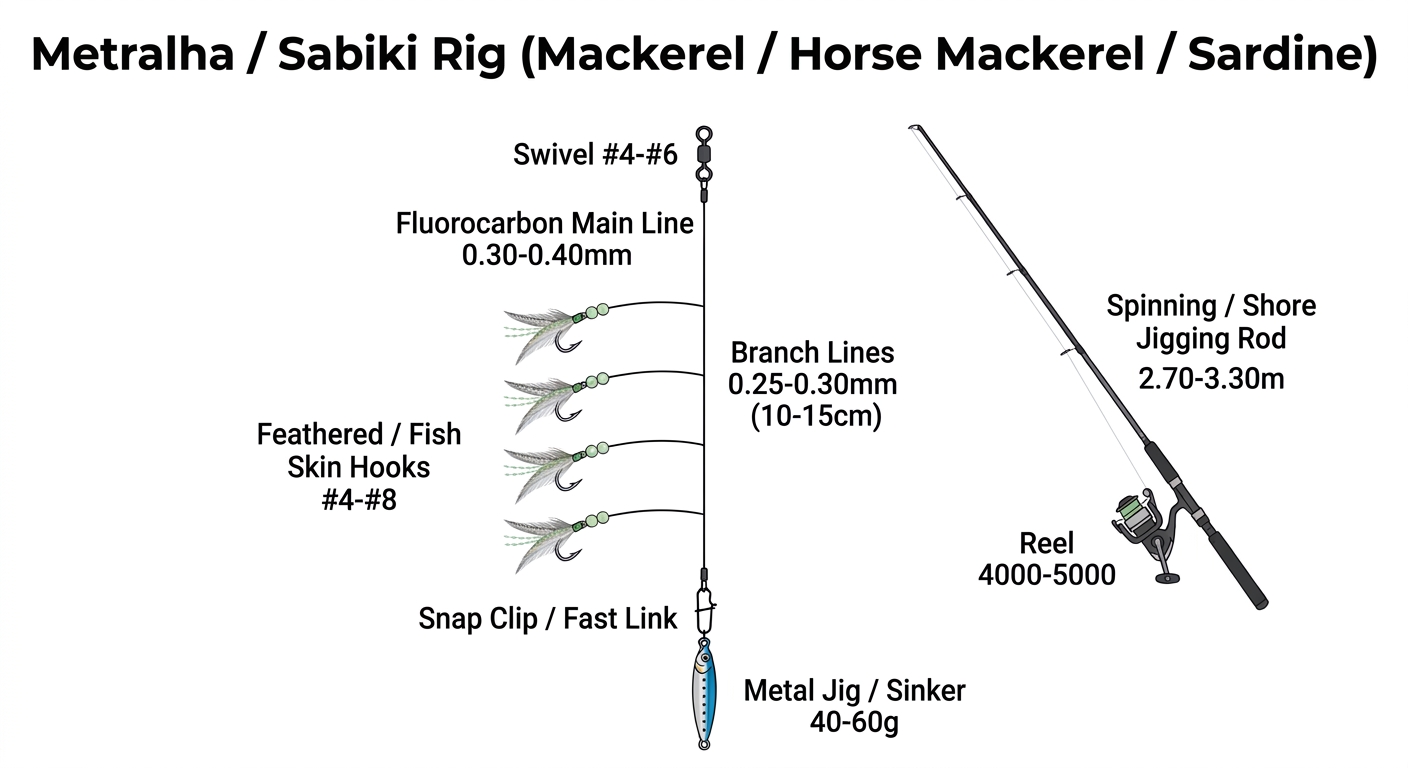 Metralha / Sabiki Rig (Mackerel / Horse Mackerel / Sardine)
Swivel #4-#6
Fluorocarbon Main Line
0.30-0.40mm
Branch Lines
0.25-0.30mm
(10-15cm)
Feathered / Fish
Skin Hooks
#4-#8
Snap Clip / Fast Link
Metal Jig / Sinker
40-60g
Spinning / Shore
Jigging Rod
2.70-3.30m
Reel
4000-5000